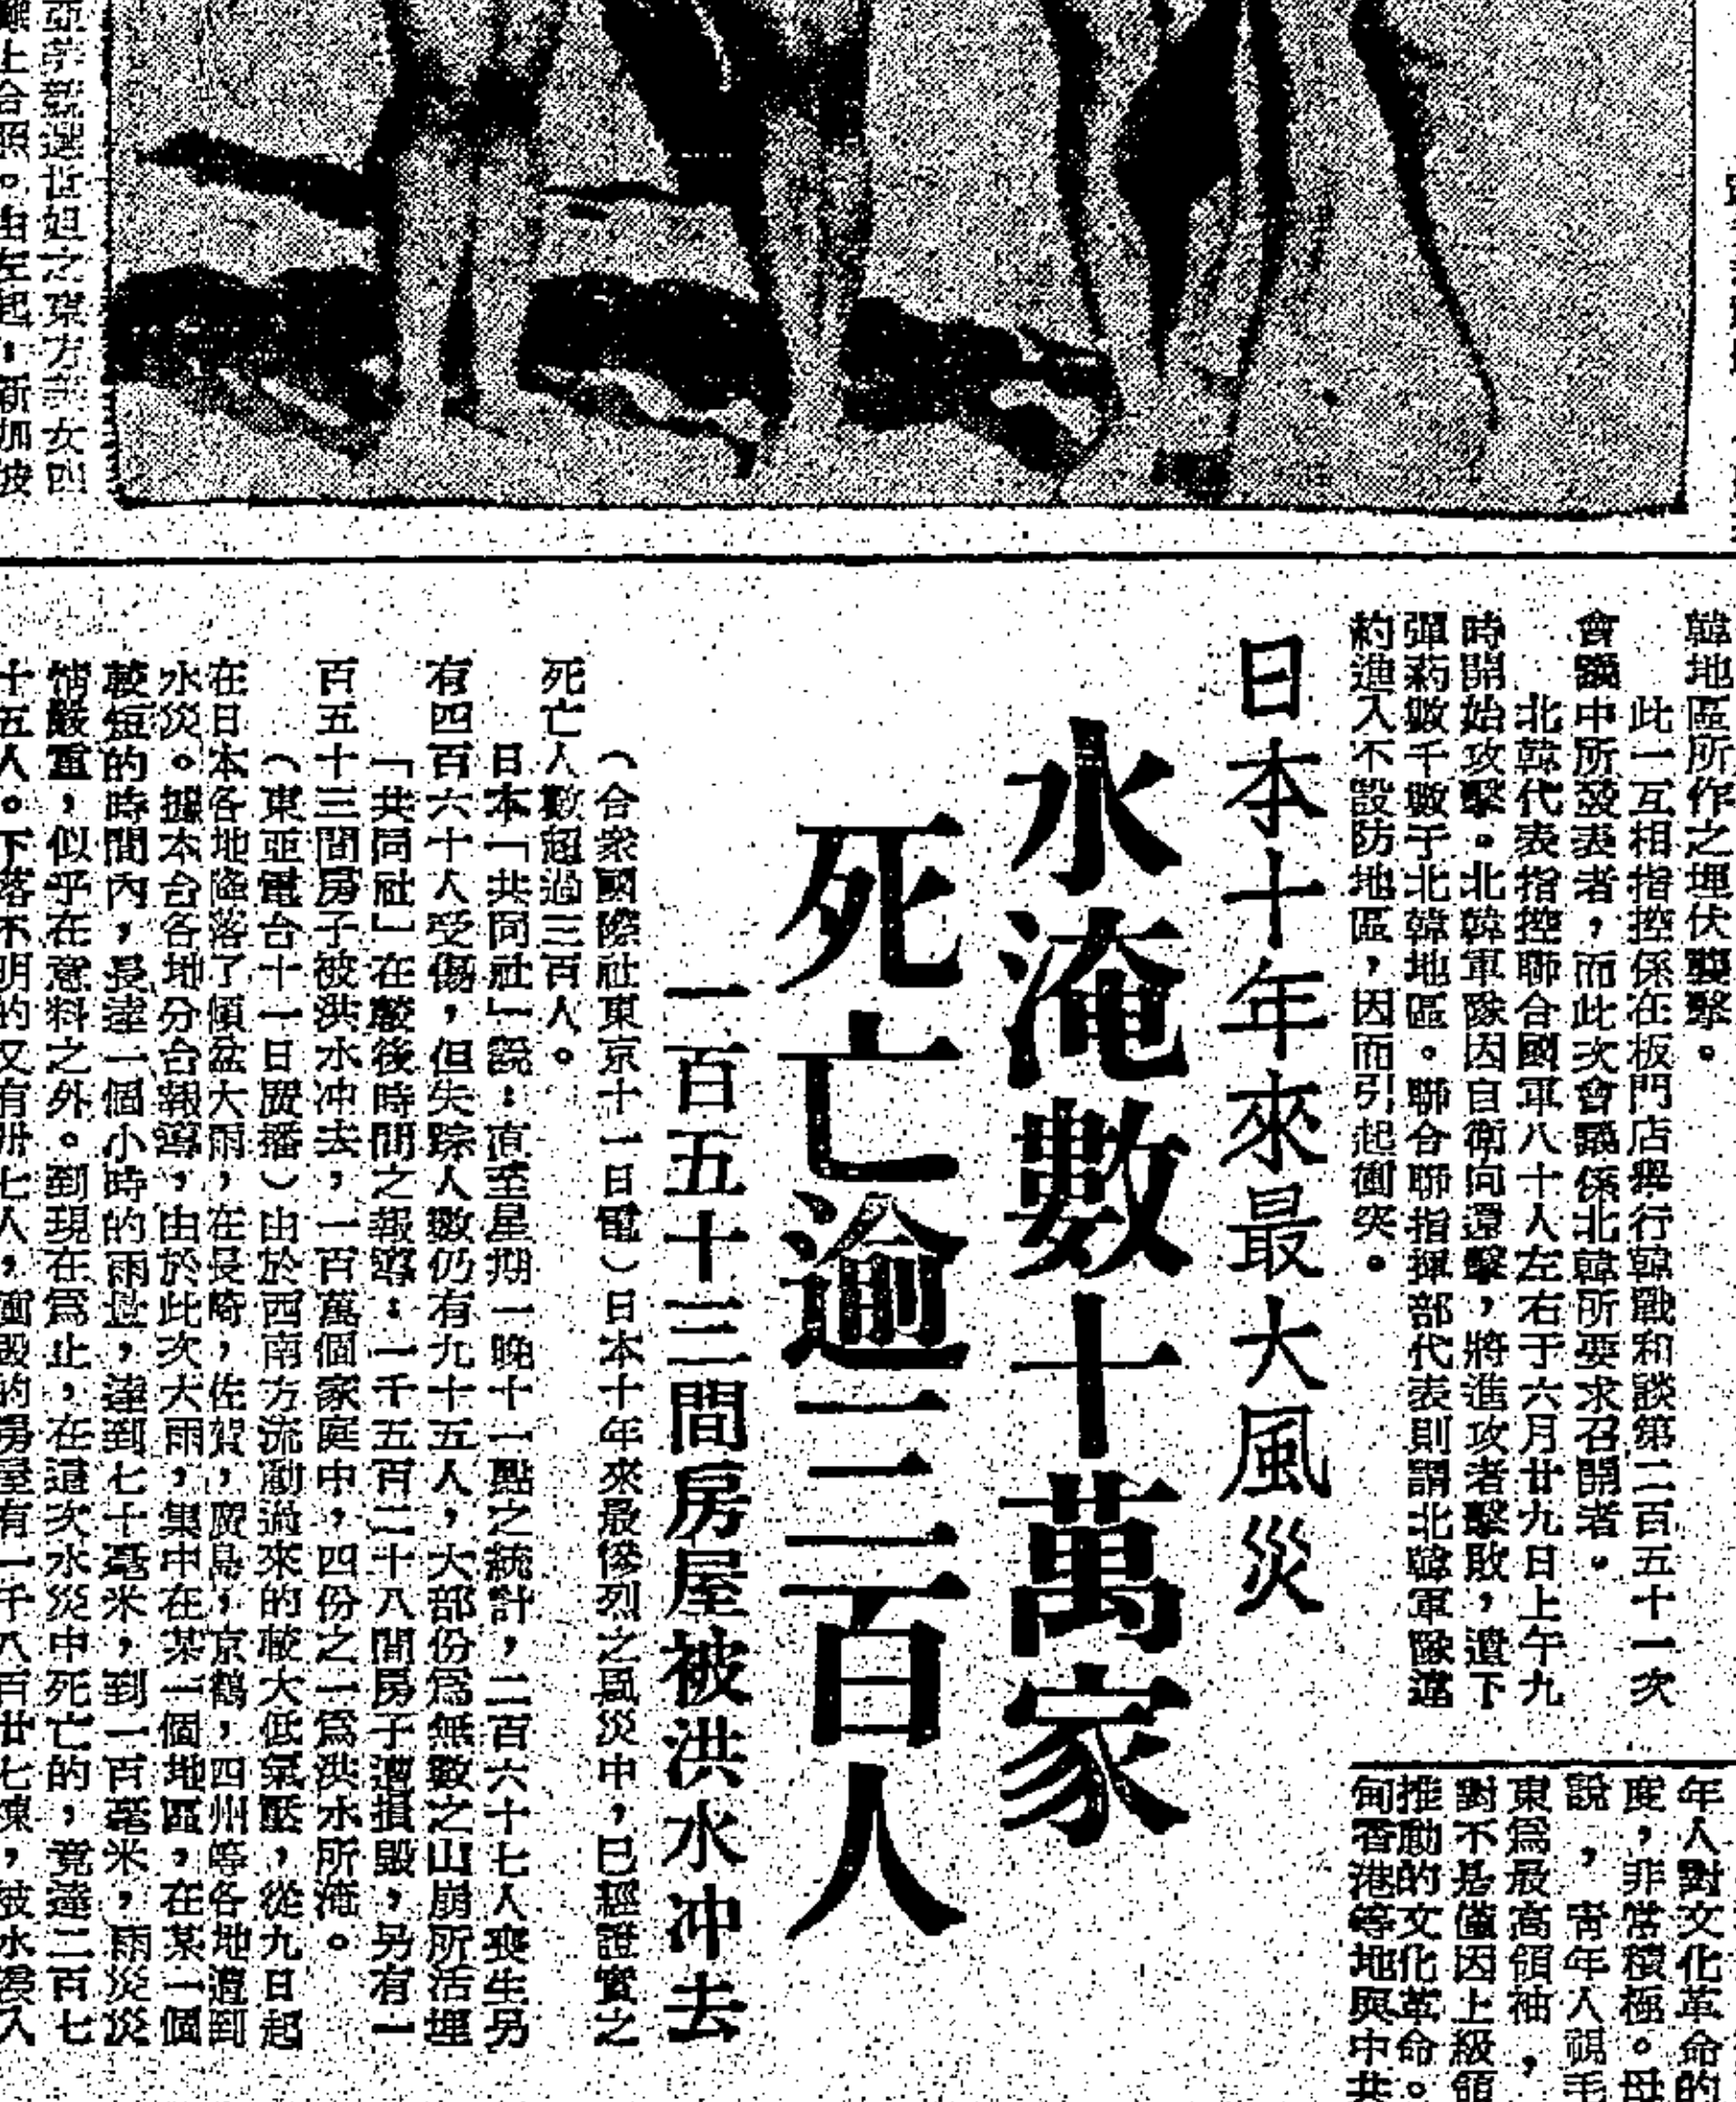 亞競選世姐之東方美女四
上合照。由左起，新加坡
韓地區所作之埋伏襲擊。
此一互相指控係在板門店舉行韓戰和談第二百五十一次
會議中所發表者，而此次會議係北韓所要求召開者。
北韓代表指控聯合國軍八十人左右于六月廿九日上午九
時開始攻擊。北韓軍隊因自衛向還擊，將進攻者擊敗，遺下
彈葯數千數于北韓地區。聯合聯指揮部代表則謂北韓軍隊違
約進入不設防地區，因而引起衝突。
年人對文化革命的
度，非常積極。毋
說，青年人視毛
東為最高領袖，
對不是僅因上級領
推動的文化革命。
甸香港等地與中共
日本十年來最大風災
水淹數十萬家
死亡逾三百人
一百五十三間房屋被洪水冲去
（合衆國際社東京十一日電）日本十年來最慘烈之風災中，已經證實之
死亡人數超過三百人。
日本「共同社」說：直至星期一晚十一點之統計，二百六十七人喪生另
有四百六十人受傷，但失踪人數仍有九十五人，大部份為無數之山崩所活埋
「共同社」在較後時間之報導：一千五百二十八間房子遭損毀，另有一
百五十三間房子被洪水冲去，一百萬個家庭中，四份之一為洪水所淹。
（東亞電台十一日廣播）由於西南方流動過來的較大低氣壓，從九日起
在日本各地降落了傾盆大雨，在長崎，佐賀，廣島，京鶴，四州等各地遭到
水災。據本台各地分台報導，由於此次大雨，集中在某一個地區，在某一個
較短的時間內，長達一個小時的雨量，達到七十毫米，到一百毫米，雨災災
情嚴重，似乎在意料之外。到現在為止，在這次水災中死亡的，竟達二百七
十五人。下落不明的又有卅七人，衝毀的房屋有一千八百廿七棟，被水浸入